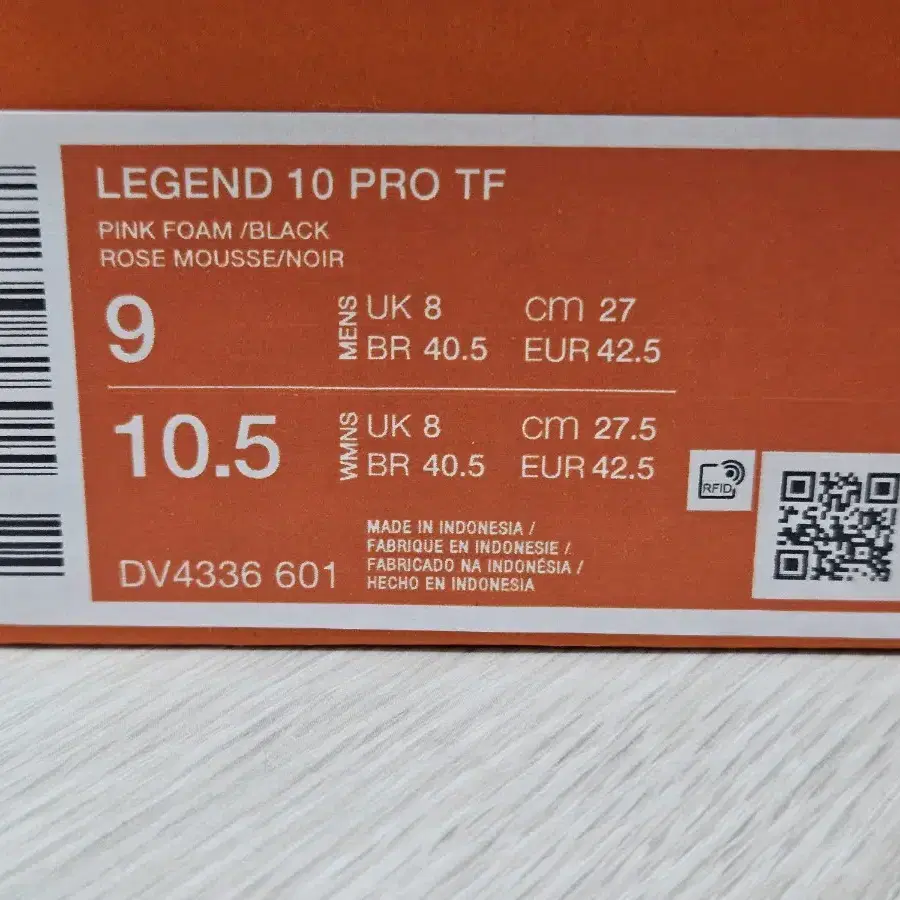 LEGEND 10 PRO TF
PINK FOAM /BLACK
ROSE MOUSSE/NOIR
9 MENS UK 8 cm 27
BR 40.5 EUR 42.5
10.5 WMNS UK 8 cm 27.5
BR 40.5 EUR 42.5
RFID
MADE IN INDONESIA /
FABRIQUE EN INDONESIE /
FABRICADO NA INDONÉSIA /
HECHO EN INDONESIA
DV4336 601